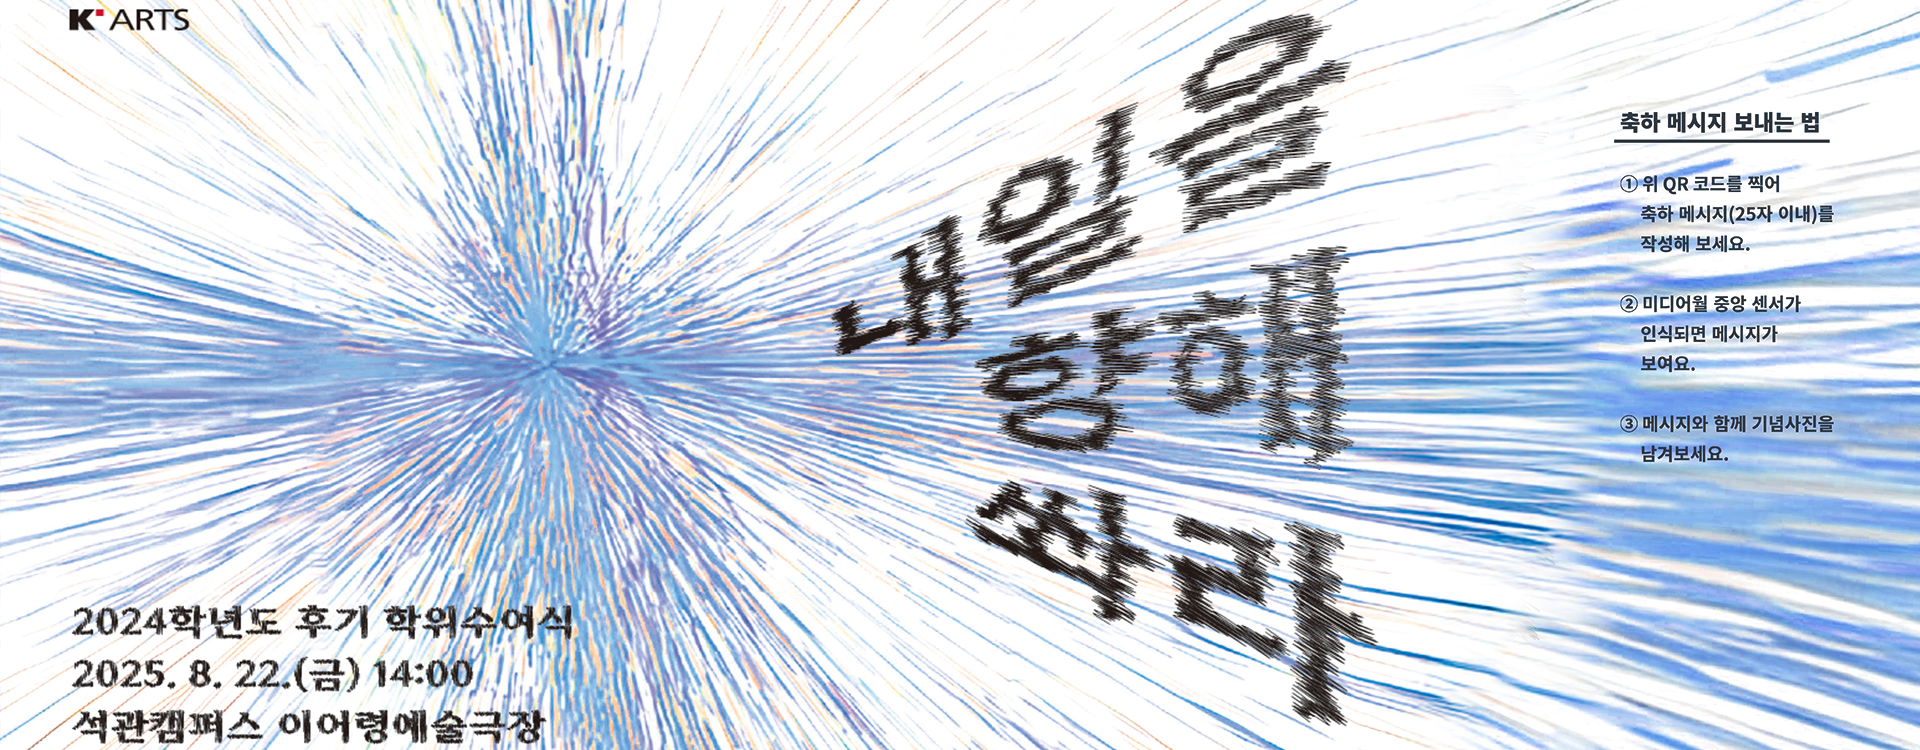 K ARTS
내일을
향해
쏴라
축하 메시지 보내는 법
① 위 QR 코드를 찍어
축하 메시지(25자 이내)를
작성해 보세요.
② 미디어월 중앙 센서가
인식되면 메시지가
보여요.
③ 메시지와 함께 기념사진을
남겨보세요.
2024학년도 후기 학위수여식
2025. 8. 22.(금) 14:00
석관캠퍼스 이어령예술극장